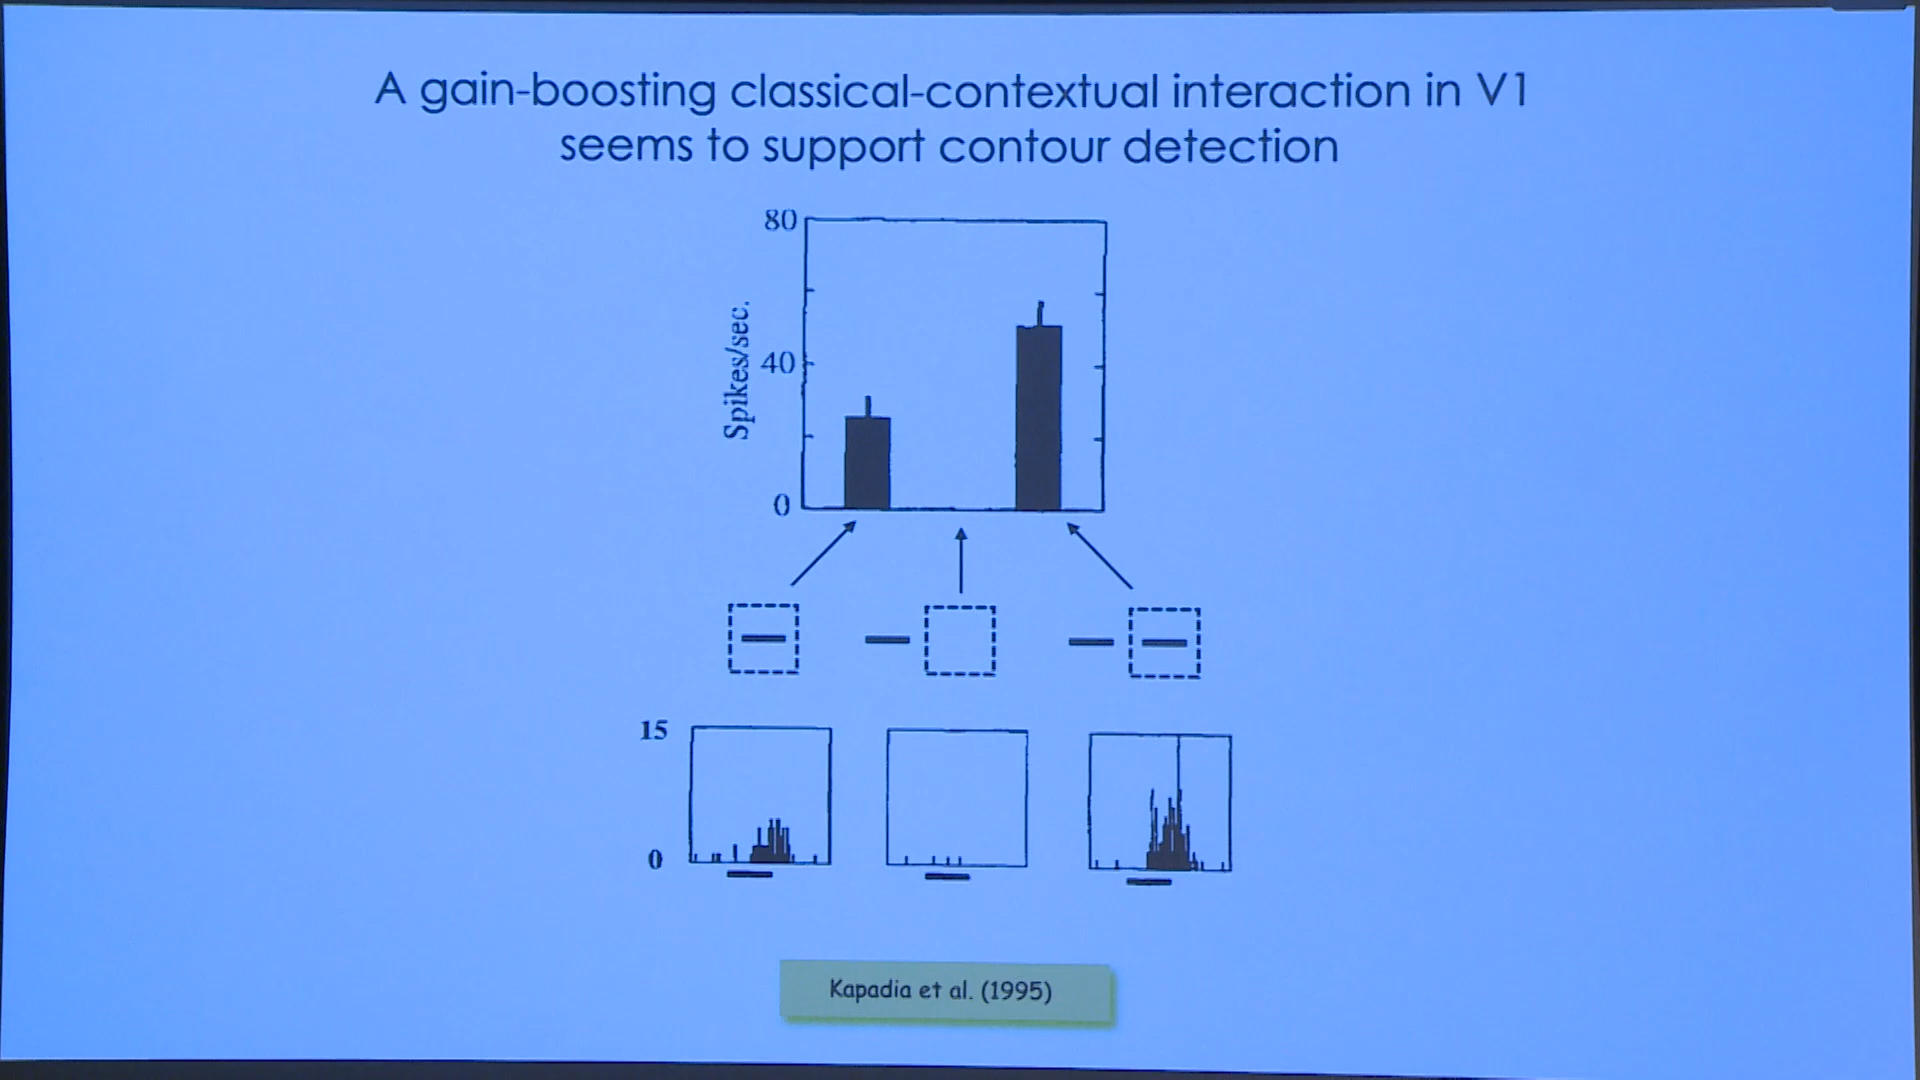 A gain-boosting classical-contextual interaction in V1
seems to support contour detection
80
Spikes/sec.
40
0
15
0
Kapadia et al. (1995)